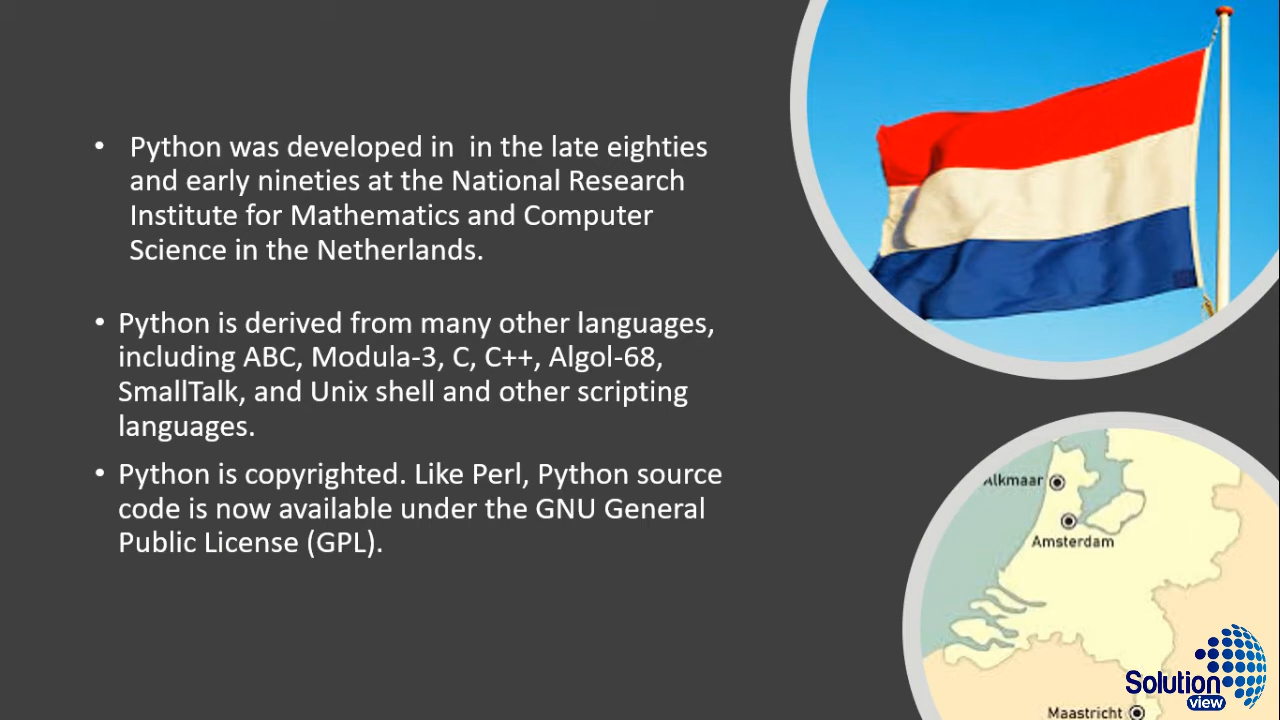 • Python was developed in  in the late eighties
and early nineties at the National Research
Institute for Mathematics and Computer
Science in the Netherlands.
• Python is derived from many other languages,
including ABC, Modula-3, C, C++, Algol-68,
SmallTalk, and Unix shell and other scripting
languages.
• Python is copyrighted. Like Perl, Python source
code is now available under the GNU General
Public License (GPL).
Alkmaar
Amsterdam
Maastricht
Solution
view